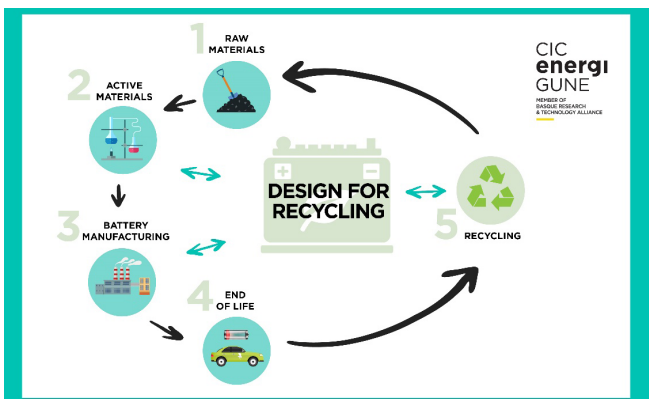 1
RAW
MATERIALS
2
ACTIVE
MATERIALS
3
BATTERY
MANUFACTURING
4
END
OF LIFE
5
RECYCLING
DESIGN FOR
RECYCLING
CIC
energi
GUNE
MEMBER OF
BASQUE RESEARCH
& TECHNOLOGY ALLIANCE